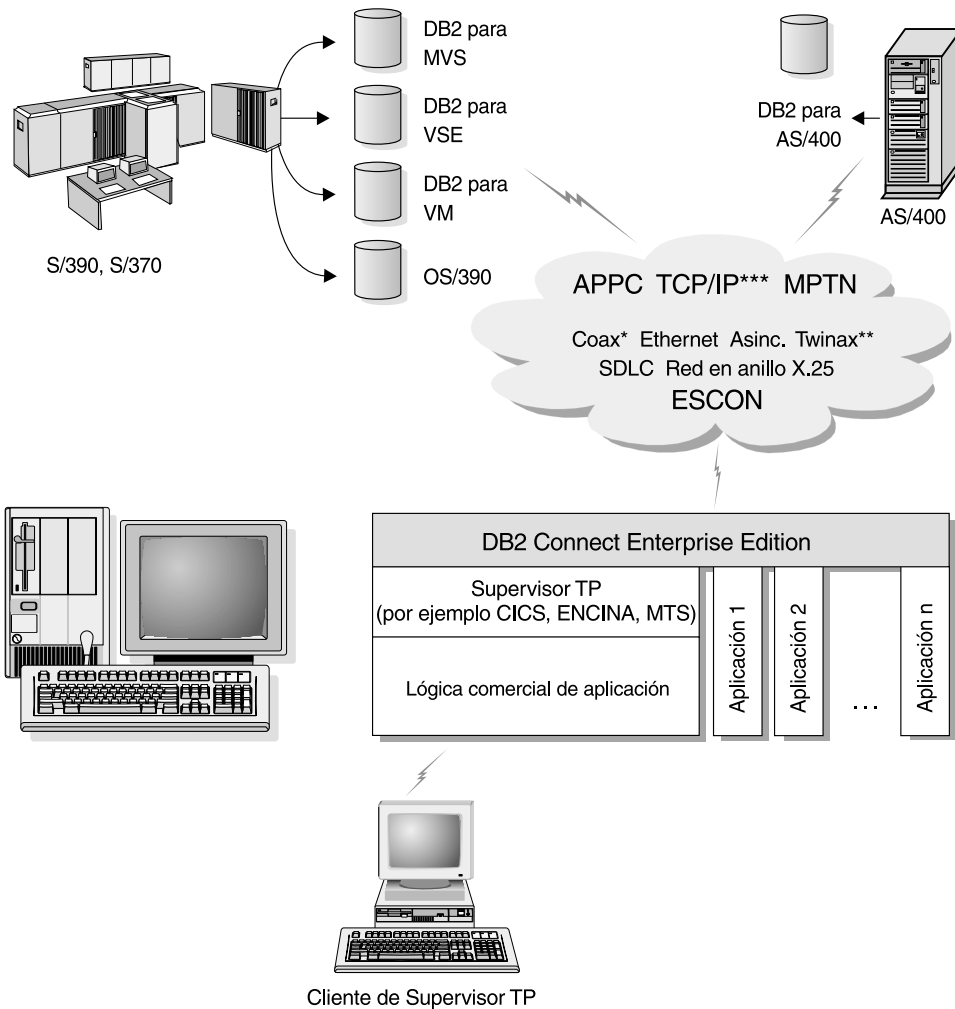 DB2 para
MVS
DB2 para
VSE
DB2 para
VM
OS/390
S/390, S/370
DB2 para
AS/400
AS/400
APPC TCP/IP*** MPTN
Coax* Ethernet Asinc. Twinax**
SDLC Red en anillo X.25
ESCON
DB2 Connect Enterprise Edition
Supervisor TP
(por ejemplo CICS, ENCINA, MTS)
Lógica comercial de aplicación
Aplicación 1
Aplicación 2
...
Aplicación n
Cliente de Supervisor TP